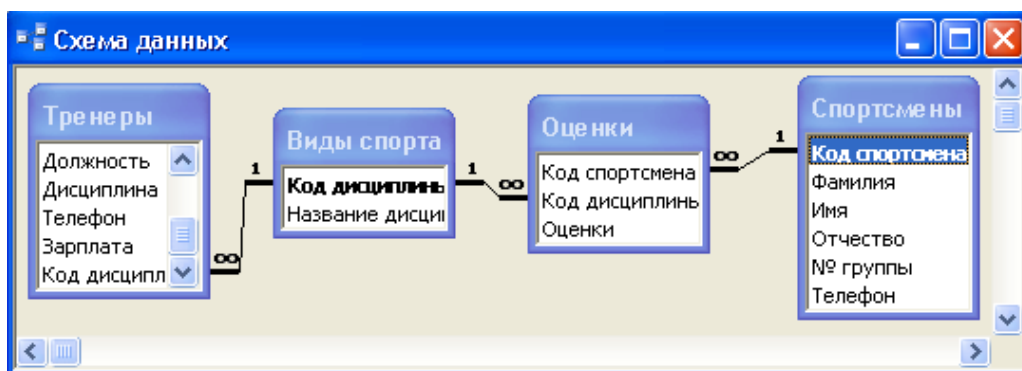 Схема данных
Тренеры
Должность
Дисциплина
Телефон
Зарплата
Код дисципл
1
∞
Виды спорта
Код дисциплинь
Название дисци
1
∞
Оценки
Код спортсмена
Код дисциплинь
Оценки
∞
1
Спортсмены
Код спортсмена
Фамилия
Имя
Отчество
№ группы
Телефон